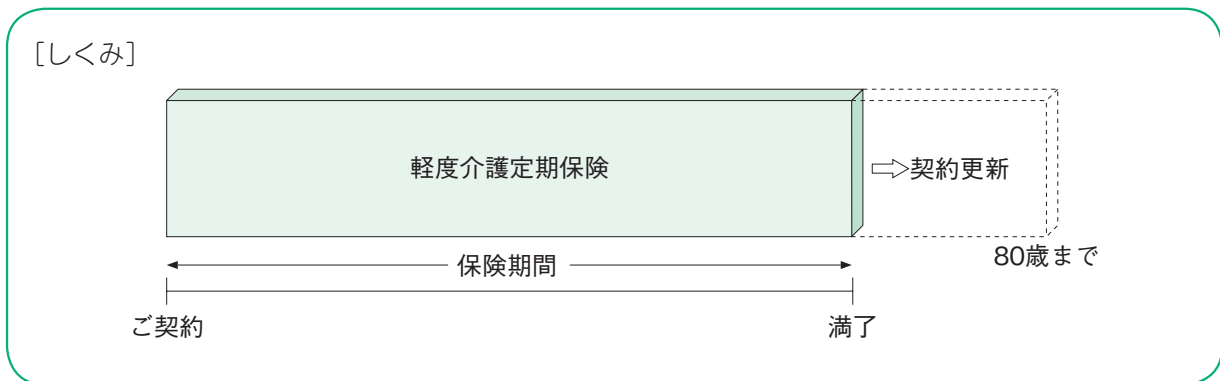 [しくみ]
軽度介護定期保険
⇨契約更新
80歳まで
保険期間
ご契約
満了